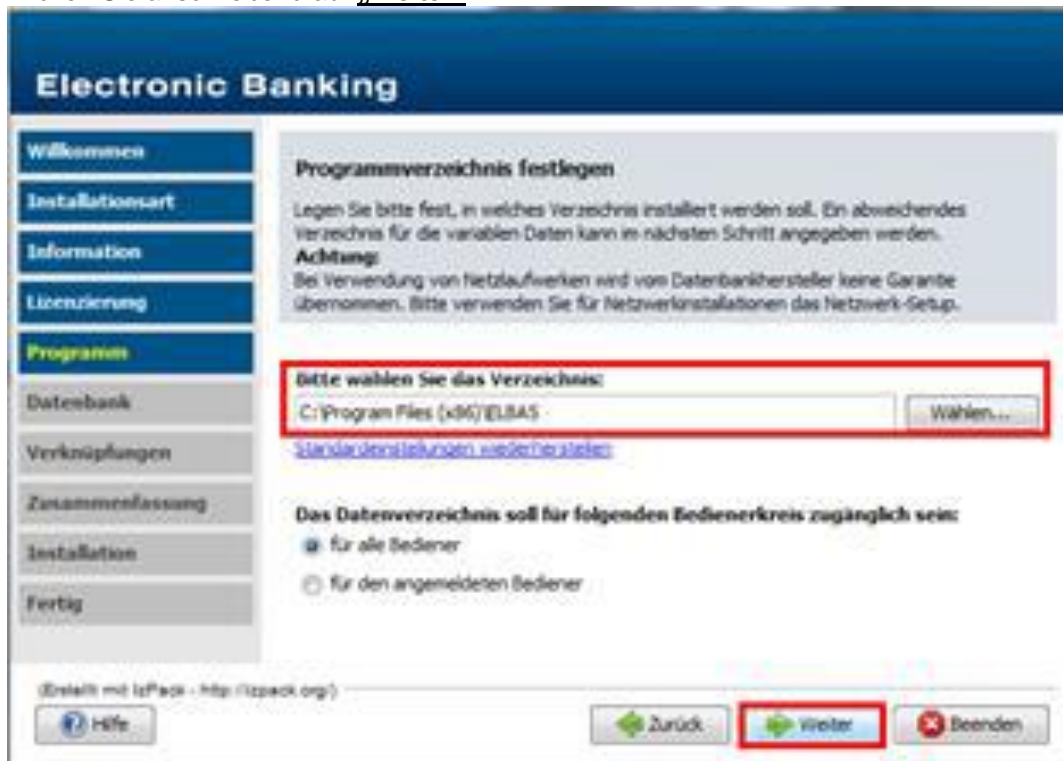 Electronic Banking
Willkommen
Installationsart
Information
Lizenzierung
Programm
Datenbank
Verknüpfungen
Zusammenfassung
Installation
Fertig
Programmverzeichnis festlegen
Legen Sie bitte fest, in welches Verzeichnis installiert werden soll. Ein abweichendes
Verzeichnis für die variablen Daten kann im nächsten Schritt angegeben werden.
Achtung:
Bei Verwendung von Netzlaufwerken wird vom Datenbankhersteller keine Garantie
übernommen. Bitte verwenden Sie für Netzwerkinstallationen das Netzwerk-Setup.
Bitte wählen Sie das Verzeichnis:
C:\Program Files (x86)\ELBA5
Wählen...
Standardeinstellungen wiederherstellen
Das Datenverzeichnis soll für folgenden Bedienerkreis zugänglich sein:
für alle Bediener
für den angemeldeten Bediener
(Erstellt mit IzPack - http://izpack.org/)
Hilfe
Zurück
Weiter
Beenden